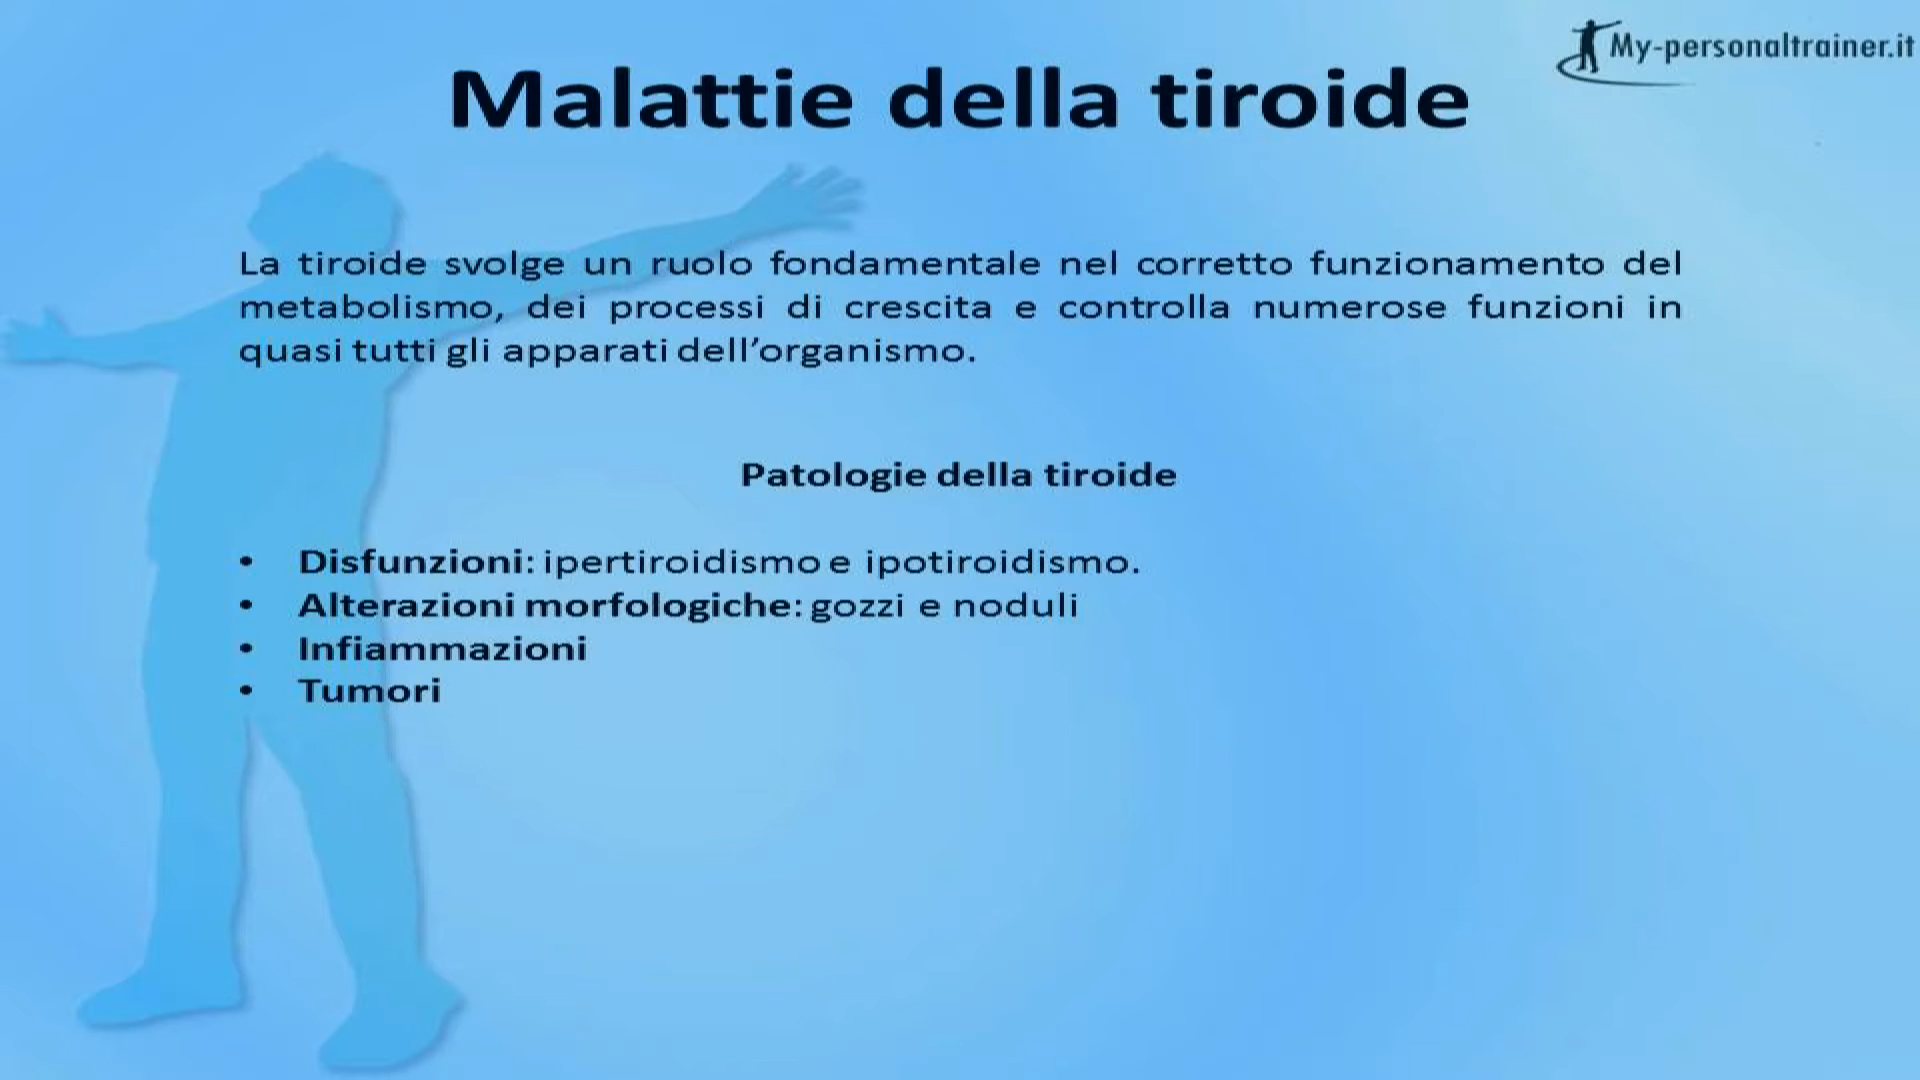 My-personaltrainer.it
Malattie della tiroide
La tiroide svolge un ruolo fondamentale nel corretto funzionamento del
metabolismo, dei processi di crescita e controlla numerose funzioni in
quasi tutti gli apparati dell’organismo.
Patologie della tiroide
• Disfunzioni: ipertiroidismo e ipotiroidismo.
• Alterazioni morfologiche: gozzi e noduli
• Infiammazioni
• Tumori